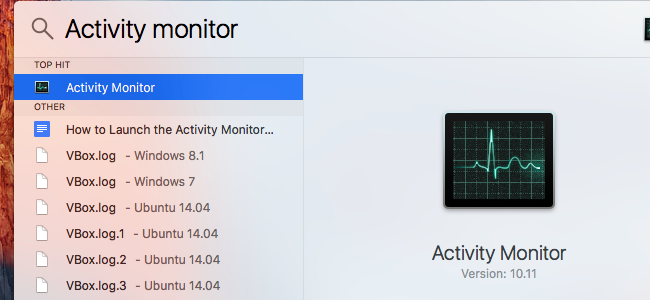 Activity monitor
TOP HIT
Activity Monitor
OTHER
How to Launch the Activity Monitor...
VBox.log - Windows 8.1
VBox.log - Windows 7
VBox.log - Ubuntu 14.04
VBox.log.1 - Ubuntu 14.04
VBox.log.2 - Ubuntu 14.04
VBox.log.3 - Ubuntu 14.04
Activity Monitor
Version: 10.11